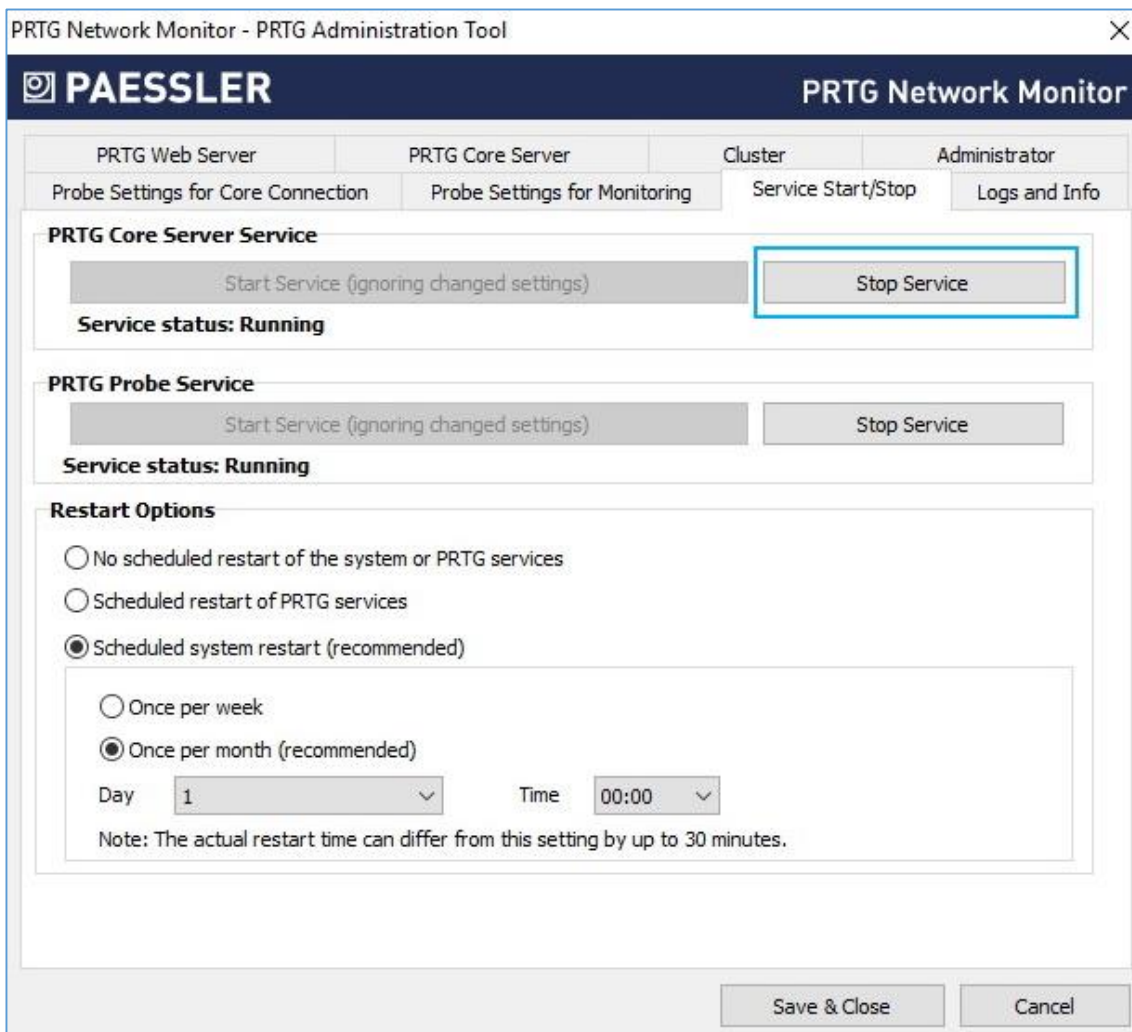 PRTG Network Monitor - PRTG Administration Tool
PAESSLER PRTG Network Monitor
PRTG Web Server PRTG Core Server Cluster Administrator
Probe Settings for Core Connection Probe Settings for Monitoring Service Start/Stop Logs and Info
PRTG Core Server Service
Start Service (ignoring changed settings) Stop Service
Service status: Running
PRTG Probe Service
Start Service (ignoring changed settings) Stop Service
Service status: Running
Restart Options
No scheduled restart of the system or PRTG services
Scheduled restart of PRTG services
Scheduled system restart (recommended)
Once per week
Once per month (recommended)
Day 1 Time 00:00
Note: The actual restart time can differ from this setting by up to 30 minutes.
Save & Close Cancel